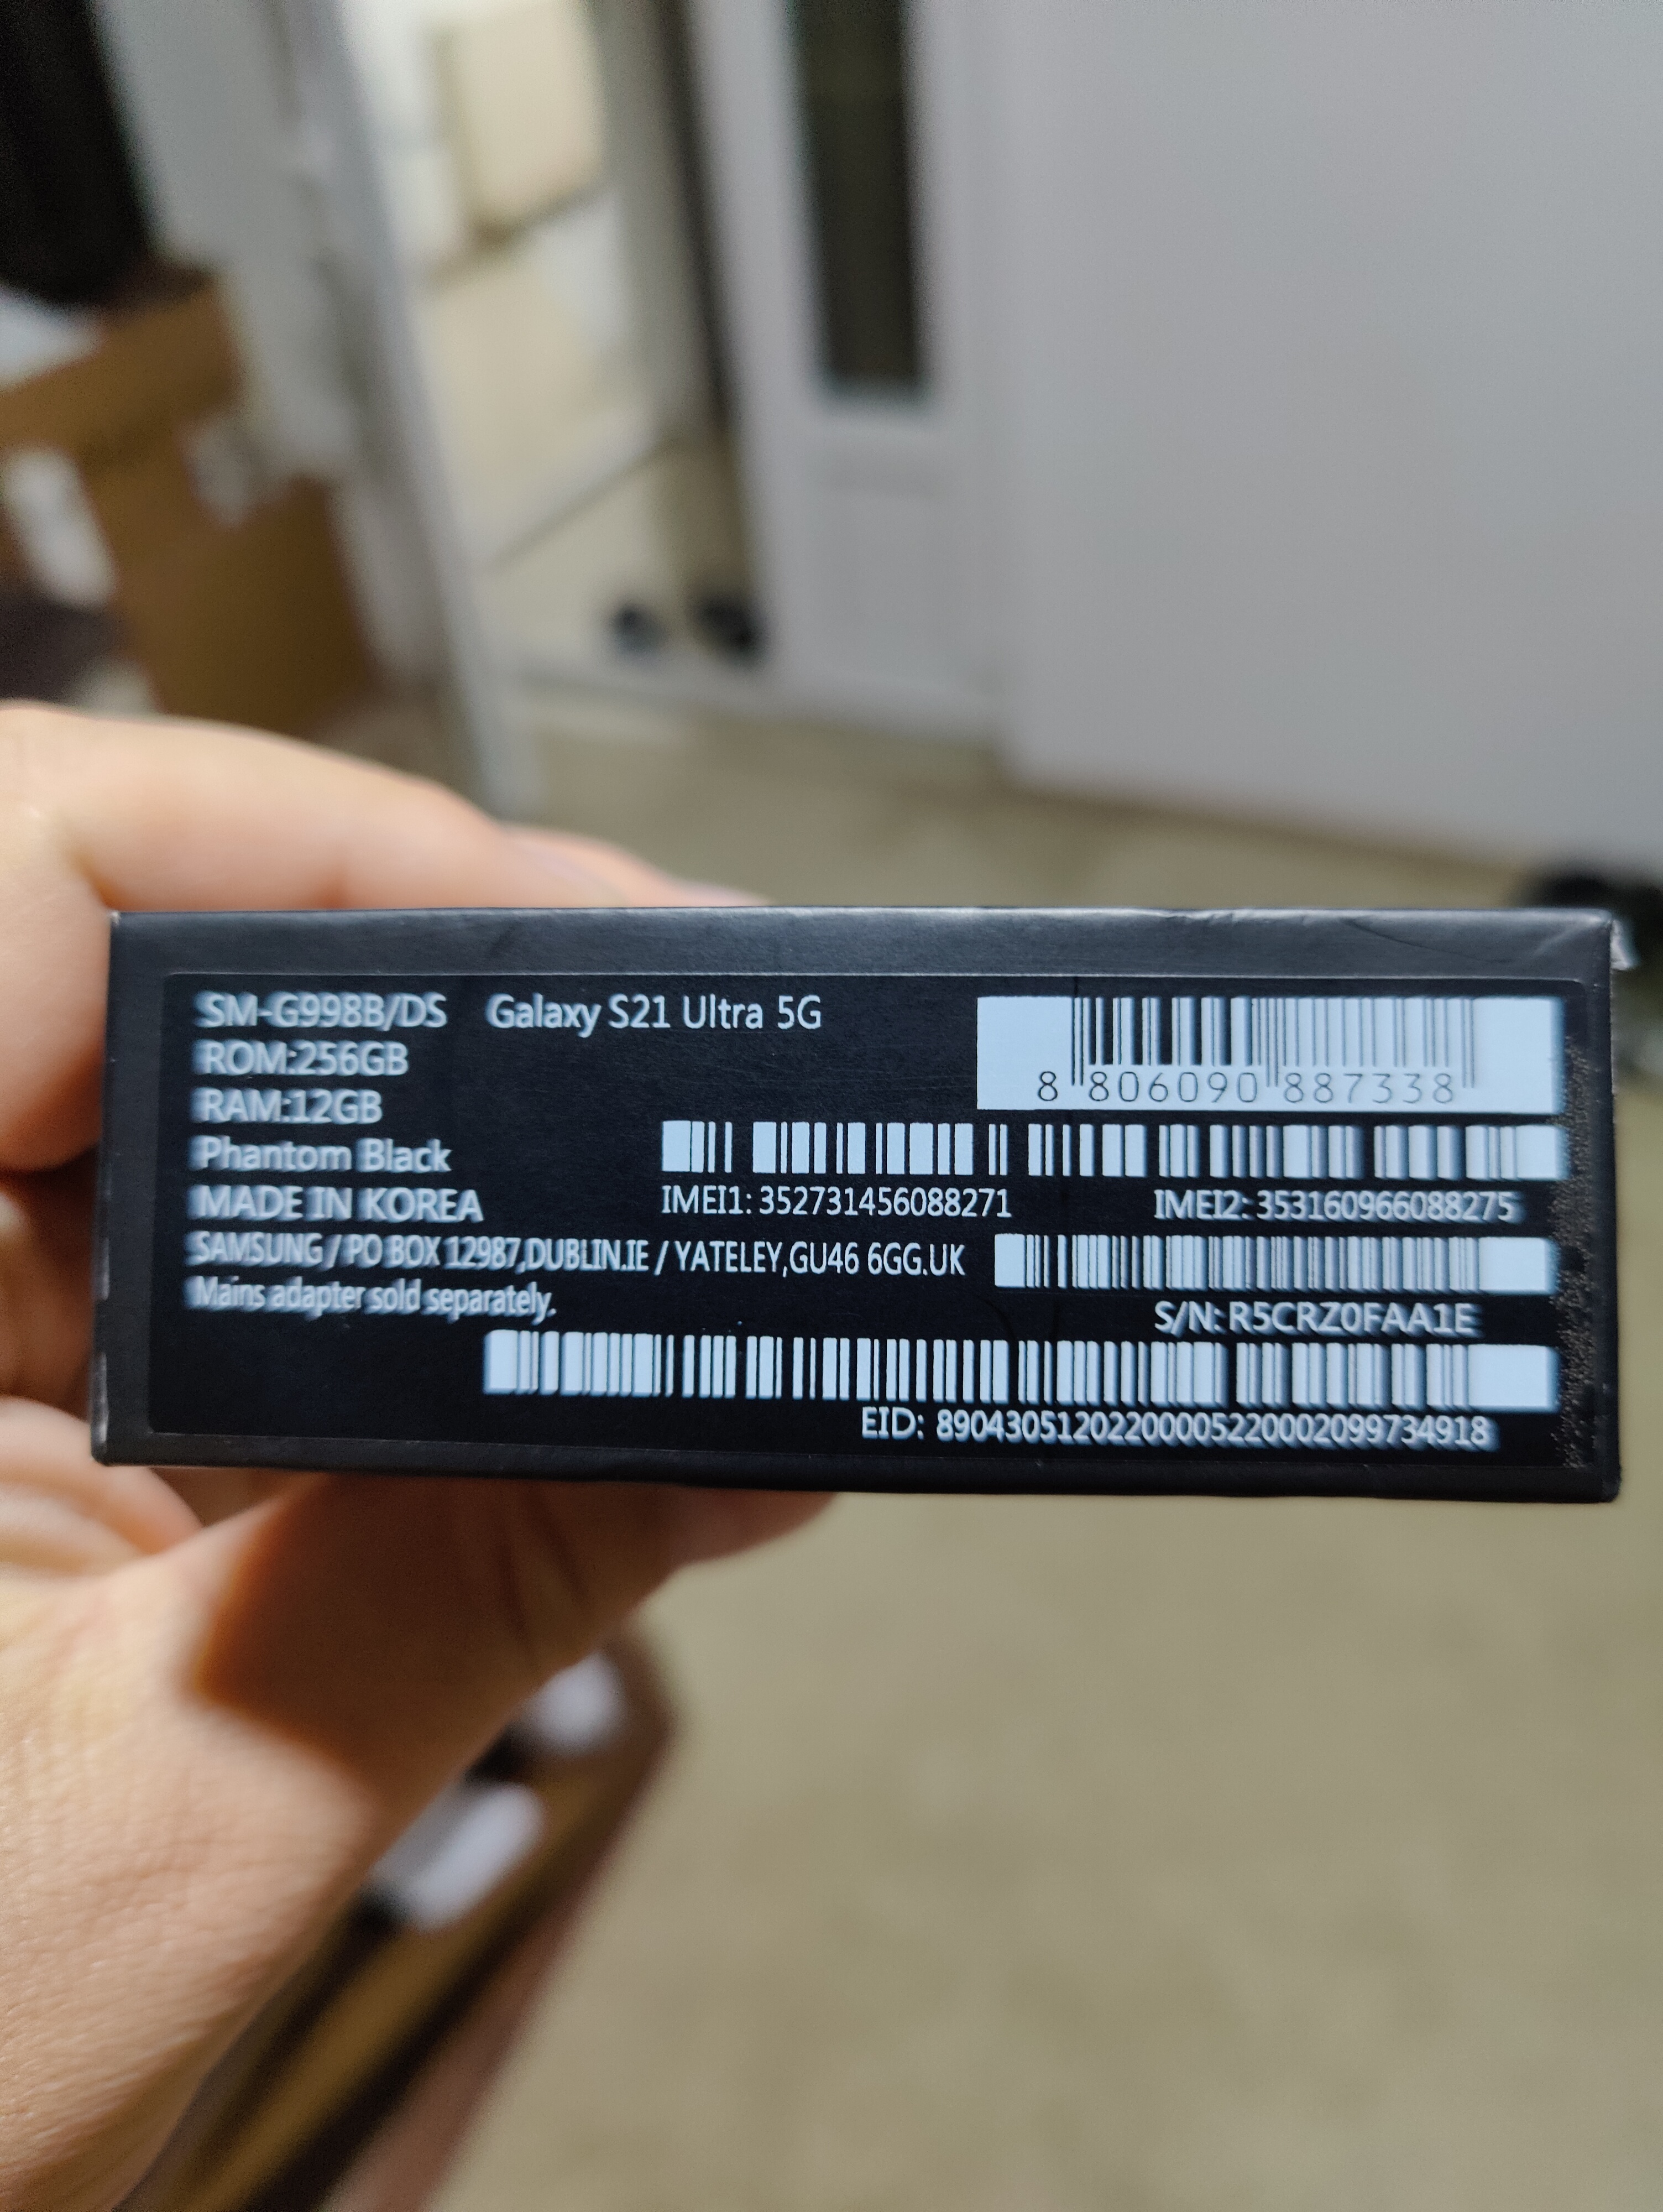 SM-G998B/DS Galaxy S21 Ultra 5G
ROM:256GB
RAM:12GB
Phantom Black
MADE IN KOREA
SAMSUNG / PO BOX 12987,DUBLIN.IE / YATELEY,GU46 6GG.UK
Mains adapter sold separately.
8 806090 887338
IMEI1: 352731456088271 IMEI2: 353160966088275
S/N: R5CRZ0FAA1E
EID: 89043051202200005220002099734918